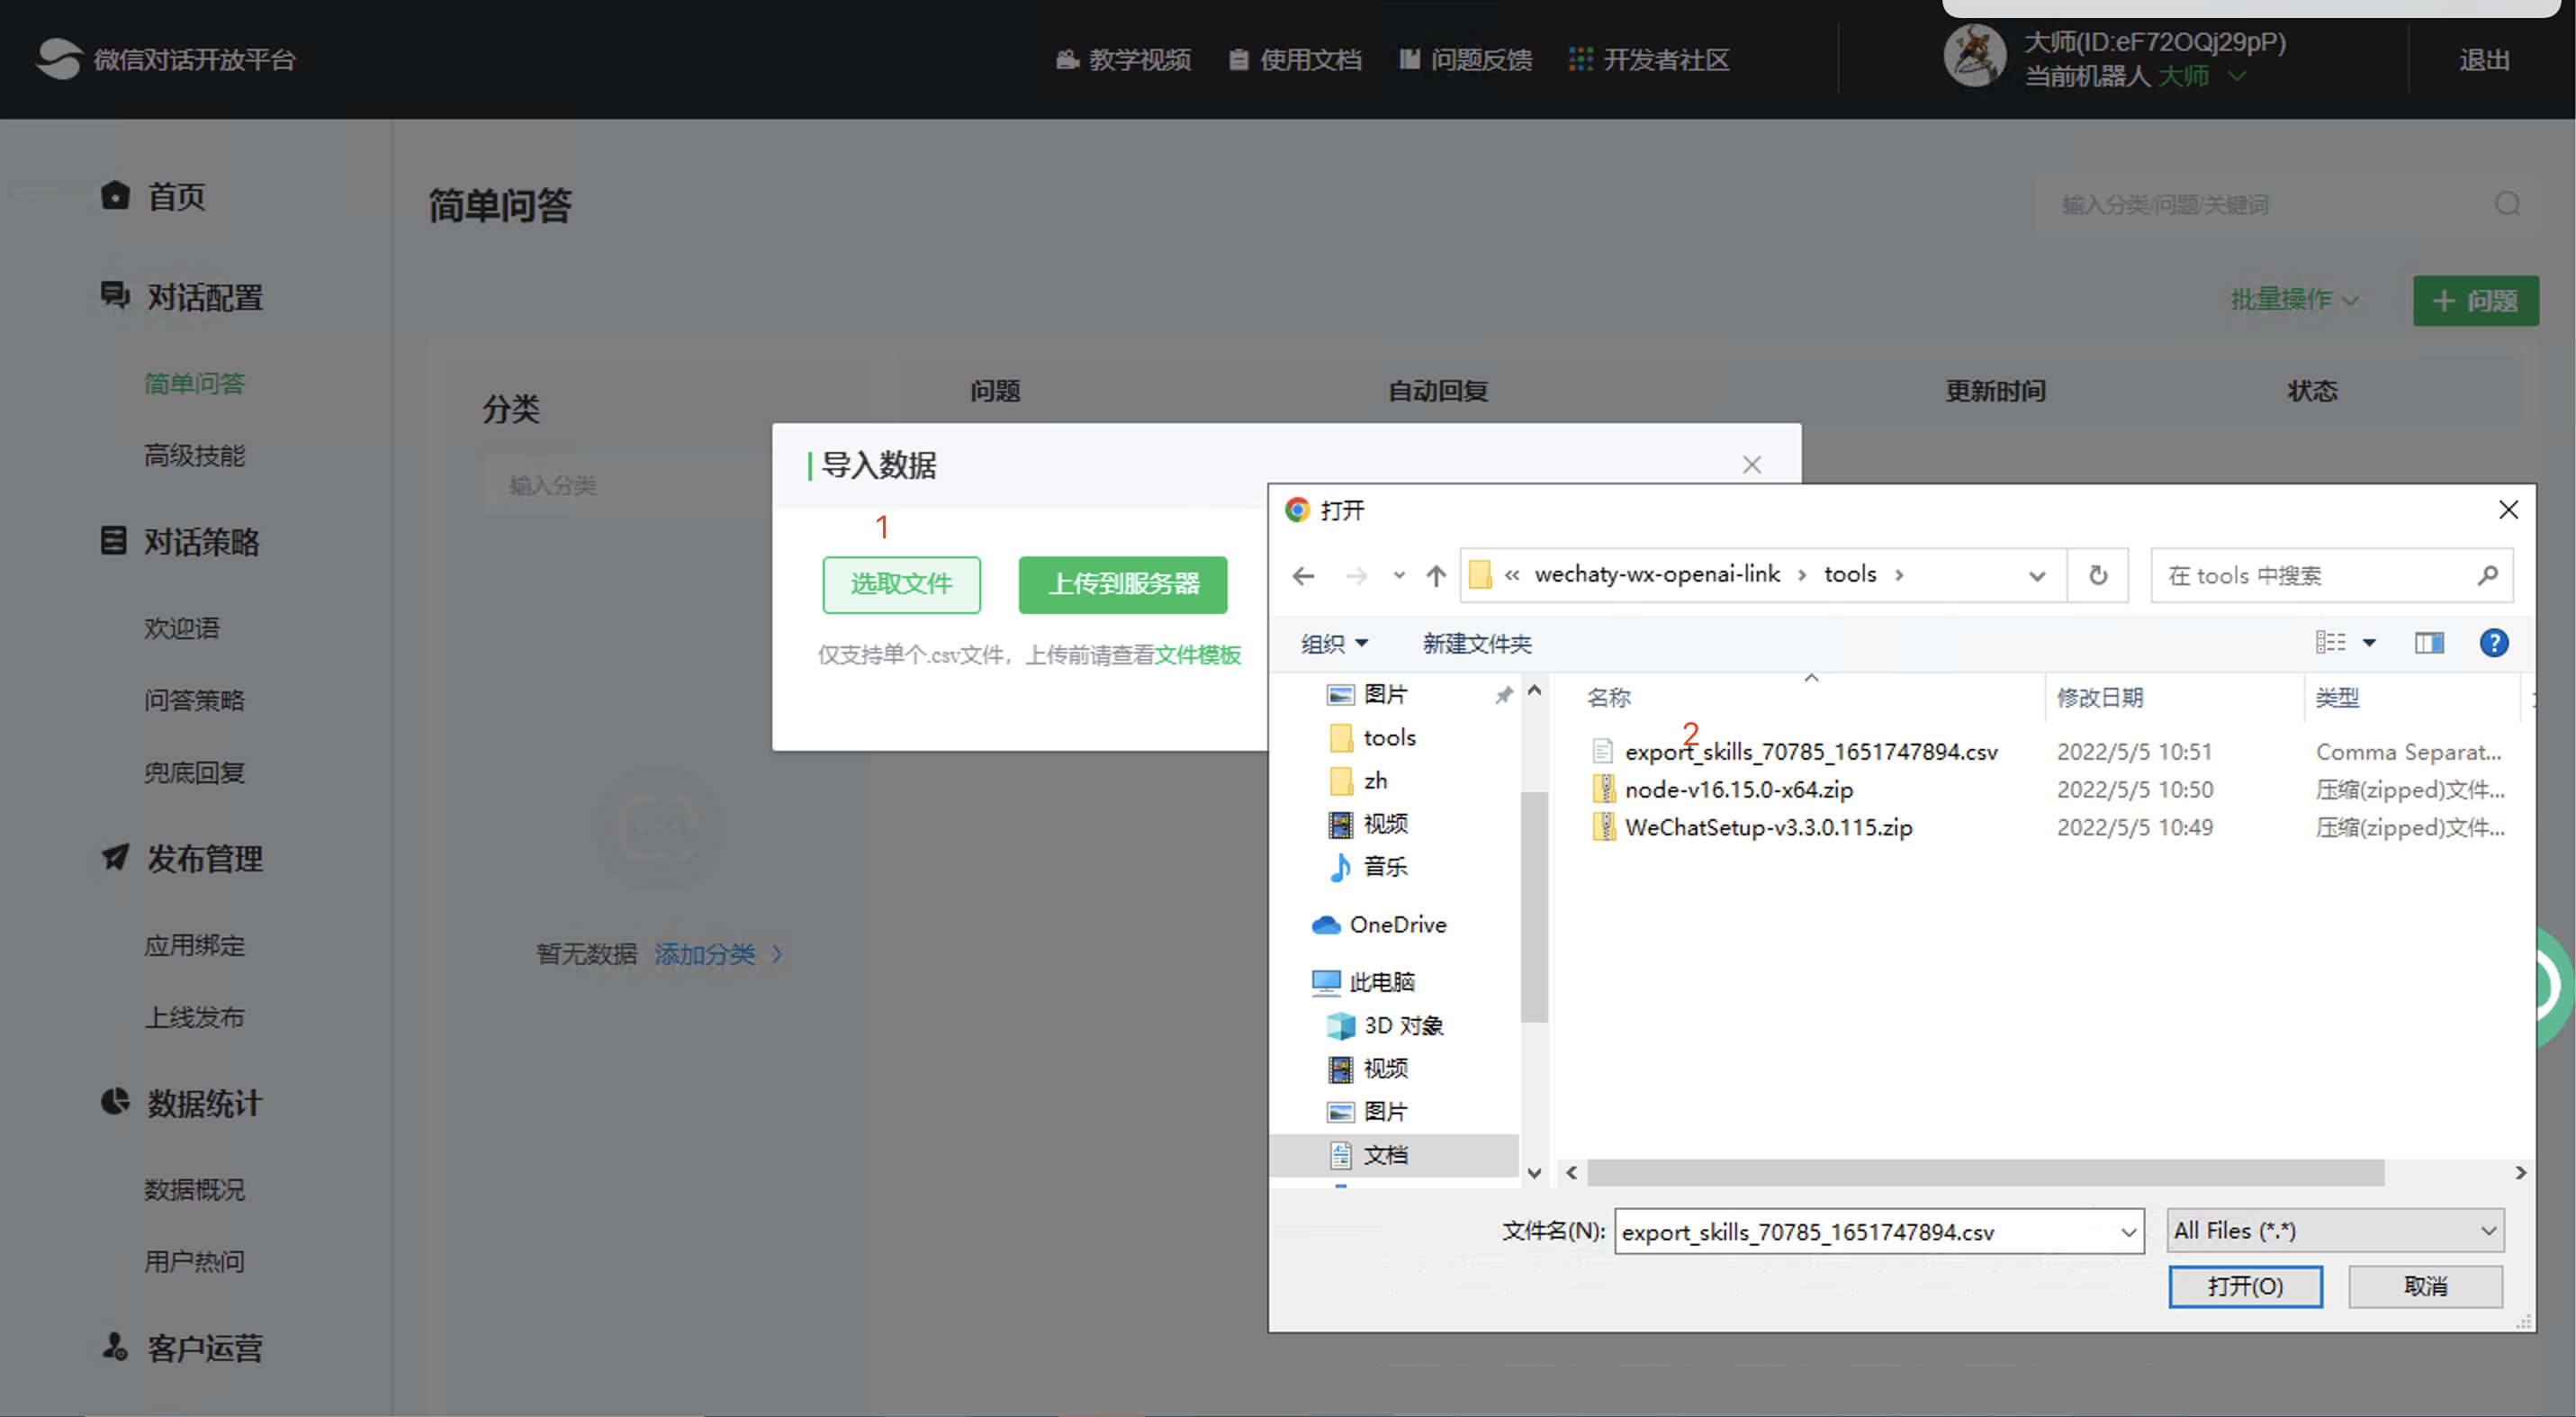 微信对话开放平台
教学视频
使用文档
问题反馈
开发者社区
大师(ID:eF72OQj29pP)
当前机器人 大师
退出
首页
对话配置
简单问答
高级技能
对话策略
欢迎语
问答策略
兜底回复
发布管理
应用绑定
上线发布
数据统计
数据概况
用户热问
客户运营
简单问答
输入分类/问题/关键词
批量操作
+ 问题
分类
输入分类
暂无数据 添加分类 >
问题
自动回复
更新时间
状态
导入数据
1
选取文件
上传到服务器
仅支持单个.csv文件，上传前请查看文件模板
打开
« wechaty-wx-openai-link › tools ›
在 tools 中搜索
组织
新建文件夹
图片
tools
zh
视频
音乐
OneDrive
此电脑
3D 对象
视频
图片
文档
名称
修改日期
类型
2
export_skills_70785_1651747894.csv 2022/5/5 10:51 Comma Separat...
node-v16.15.0-x64.zip 2022/5/5 10:50 压缩(zipped)文件...
WeChatSetup-v3.3.0.115.zip 2022/5/5 10:49 压缩(zipped)文件...
文件名(N): export_skills_70785_1651747894.csv
All Files (*.*)
打开(O)
取消